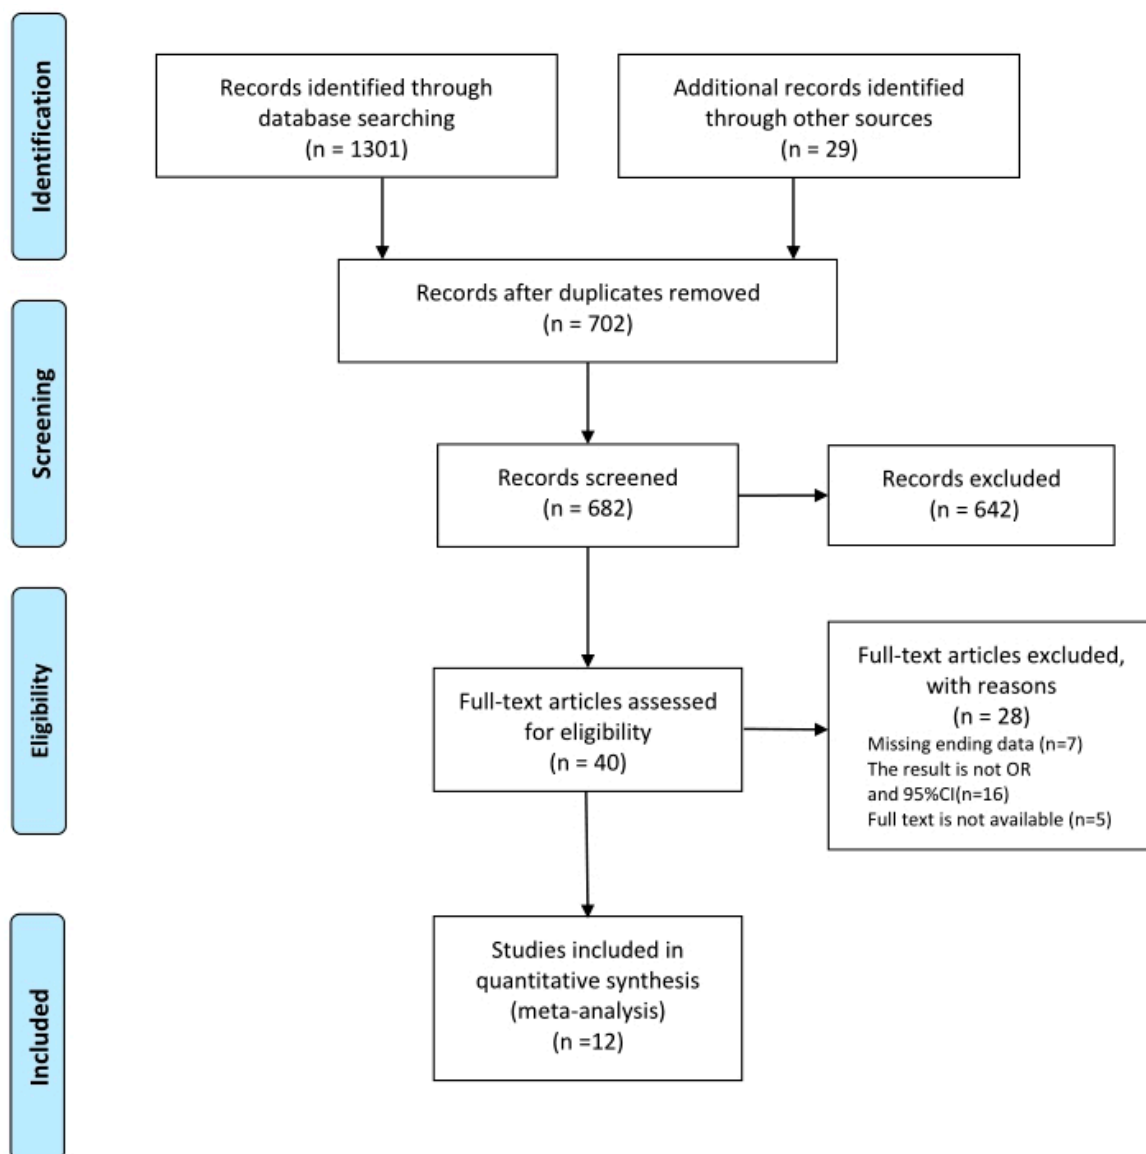 Identification
Records identified through
database searching
(n = 1301)
Additional records identified
through other sources
(n = 29)
Records after duplicates removed
(n = 702)
Screening
Records screened
(n = 682)
Records excluded
(n = 642)
Eligibility
Full-text articles assessed
for eligibility
(n = 40)
Full-text articles excluded,
with reasons
(n = 28)
Missing ending data (n=7)
The result is not OR
and 95%CI(n=16)
Full text is not available (n=5)
Included
Studies included in
quantitative synthesis
(meta-analysis)
(n =12)